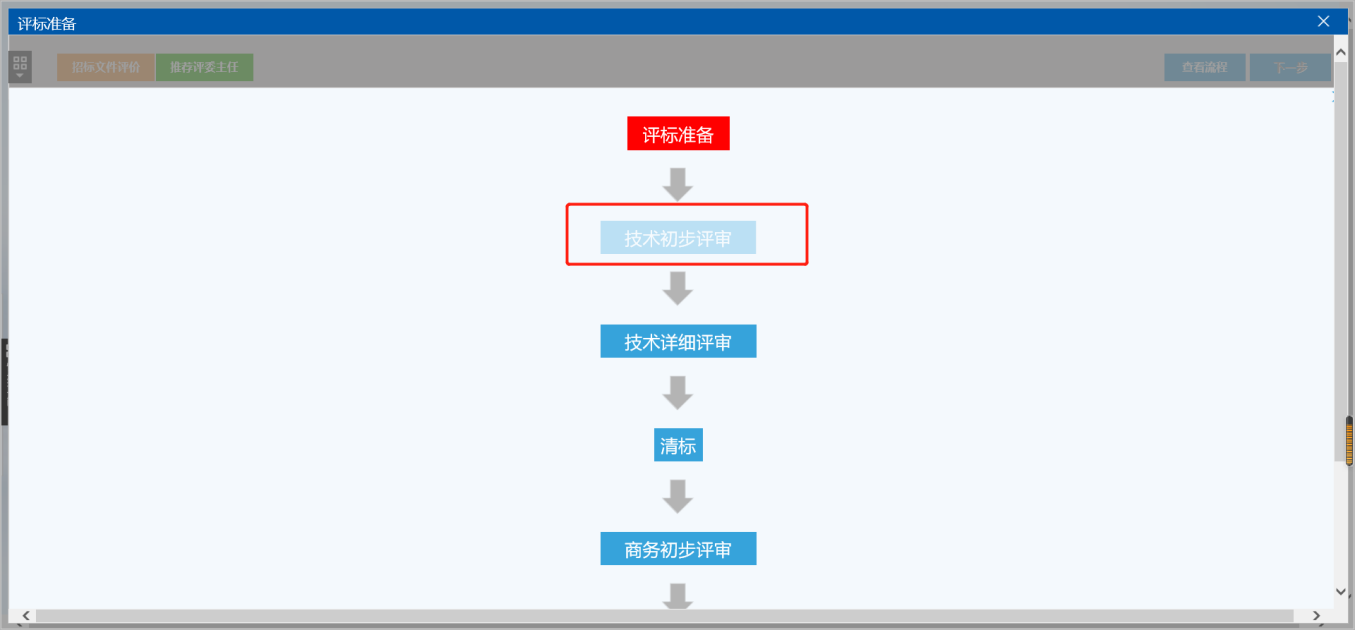 评标准备
招标文件评价 推荐评委主任 查看流程 下一步
评标准备
技术初步评审
技术详细评审
清标
商务初步评审